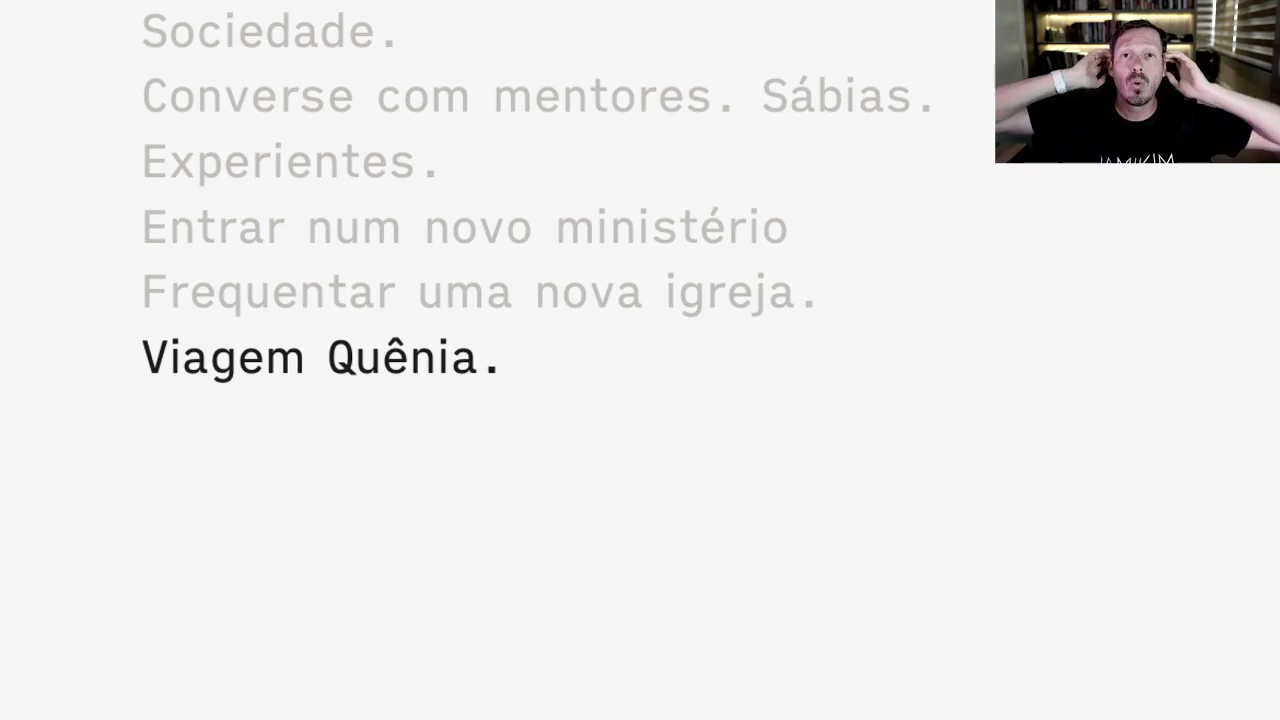 Sociedade.
Converse com mentores. Sábias.
Experientes.
Entrar num novo ministério
Frequentar uma nova igreja.
Viagem Quênia.